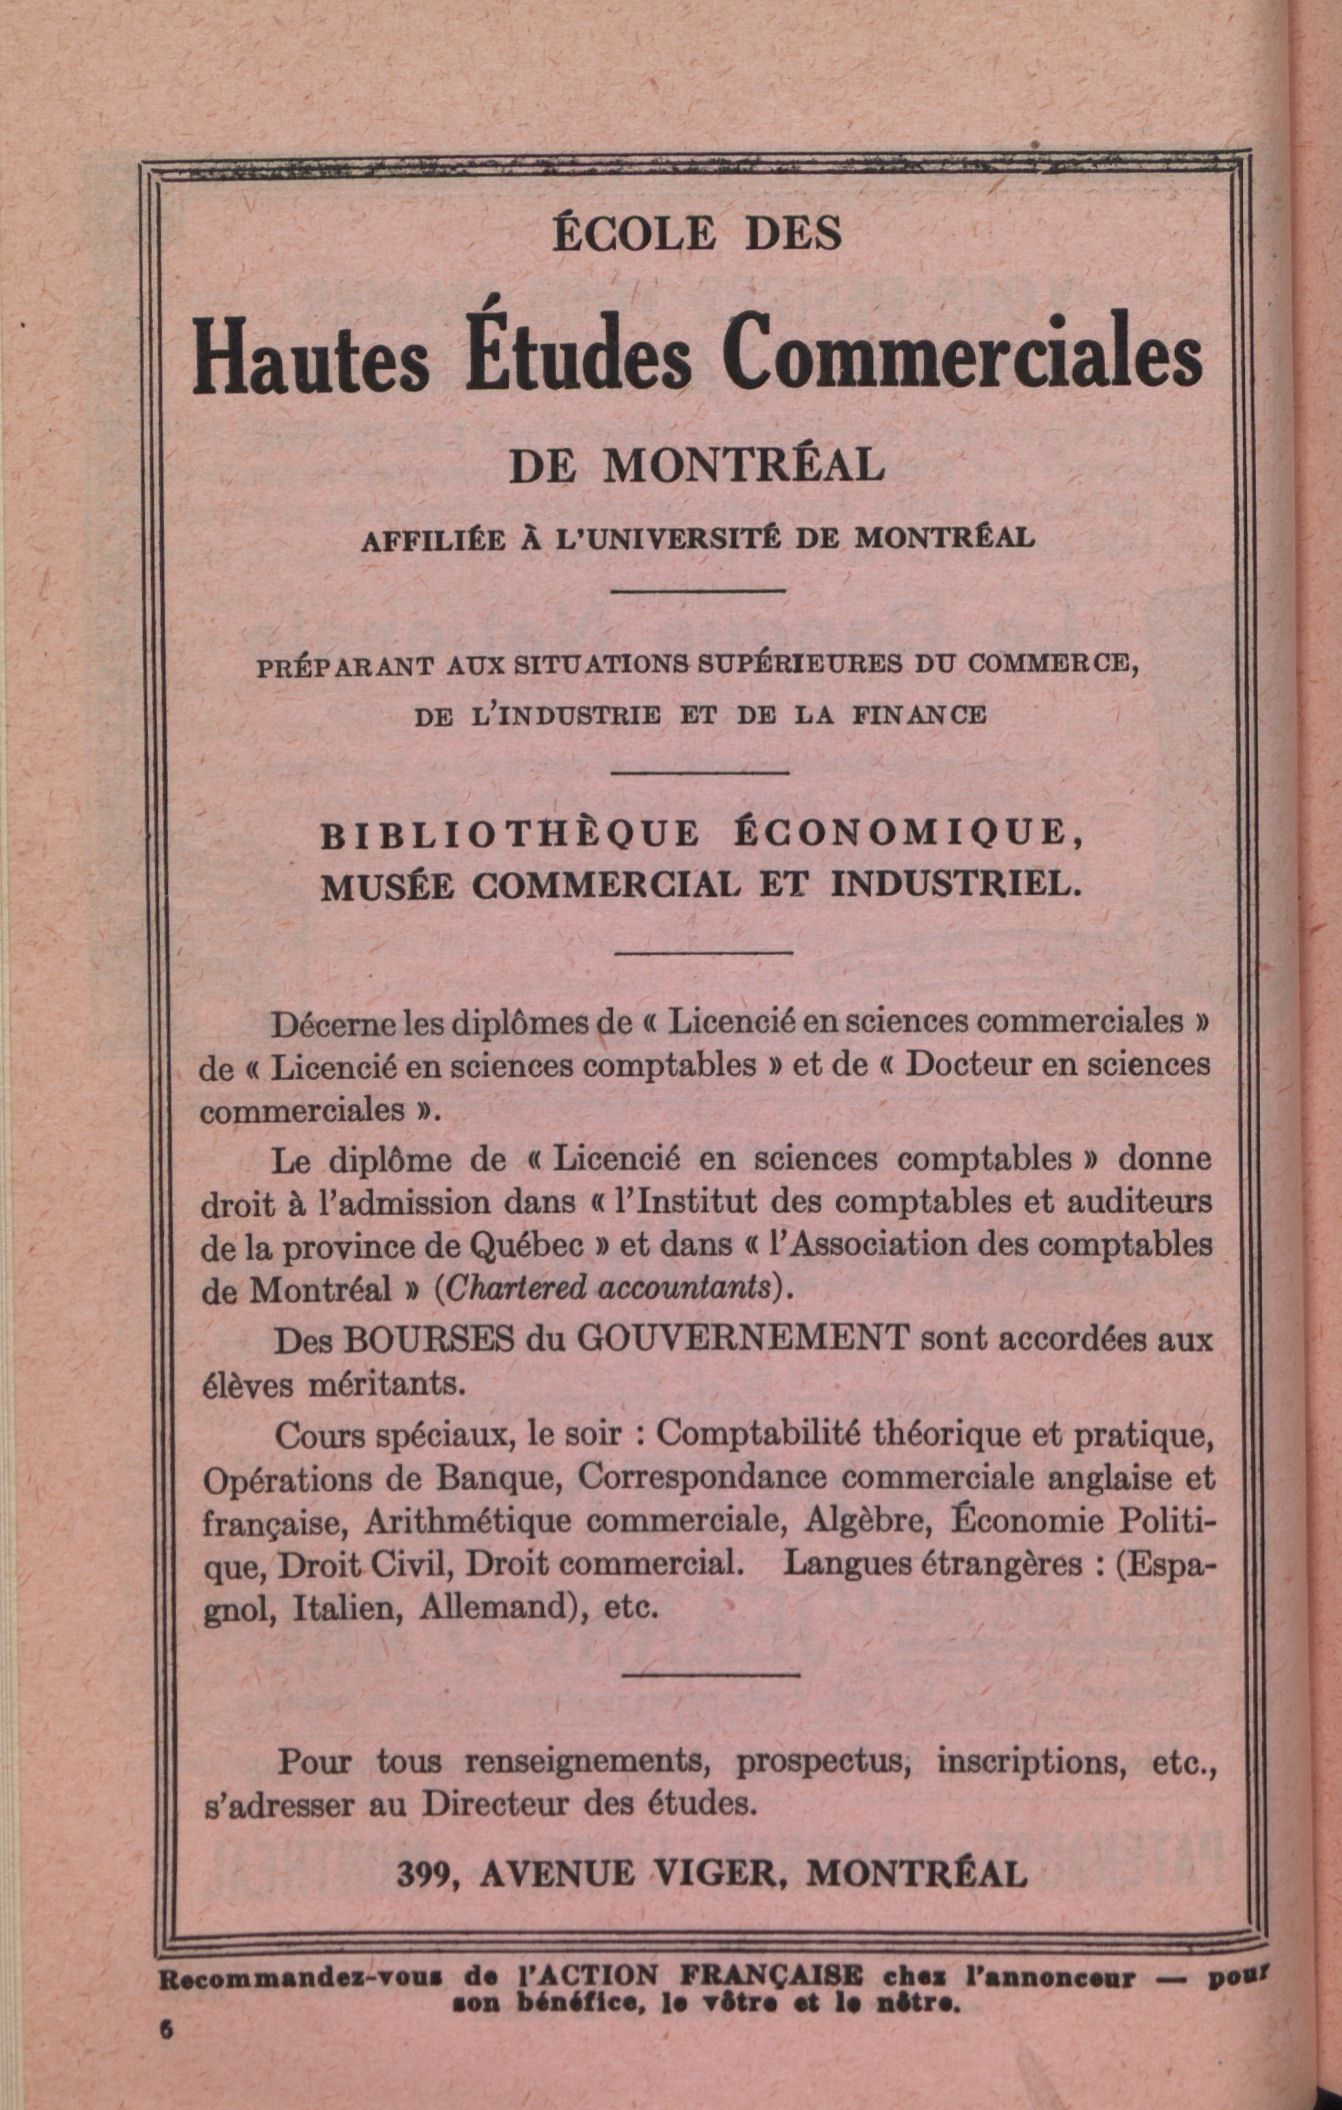 ÉCOLE DES
Hautes Études Commerciales
DE MONTRÉAL
AFFILIÉE À L'UNIVERSITÉ DE MONTRÉAL
PRÉPARANT AUX SITUATIONS SUPÉRIEURES DU COMMERCE,
DE L'INDUSTRIE ET DE LA FINANCE
BIBLIOTHÈQUE ÉCONOMIQUE,
MUSÉE COMMERCIAL ET INDUSTRIEL.
Décerne les diplômes de « Licencié en sciences commerciales »
de « Licencié en sciences comptables » et de « Docteur en sciences
commerciales ».
Le diplôme de « Licencié en sciences comptables » donne
droit à l'admission dans « l'Institut des comptables et auditeurs
de la province de Québec » et dans « l'Association des comptables
de Montréal » (Chartered accountants).
Des BOURSES du GOUVERNEMENT sont accordées aux
élèves méritants.
Cours spéciaux, le soir : Comptabilité théorique et pratique,
Opérations de Banque, Correspondance commerciale anglaise et
française, Arithmétique commerciale, Algèbre, Économie Politi-
que, Droit Civil, Droit commercial. Langues étrangères : (Espa-
gnol, Italien, Allemand), etc.
Pour tous renseignements, prospectus, inscriptions, etc.,
s'adresser au Directeur des études.
399, AVENUE VIGER, MONTRÉAL
Recommandez-vous de l'ACTION FRANÇAISE chez l'annonceur — pour
son bénéfice, le vôtre et le nôtre.
6